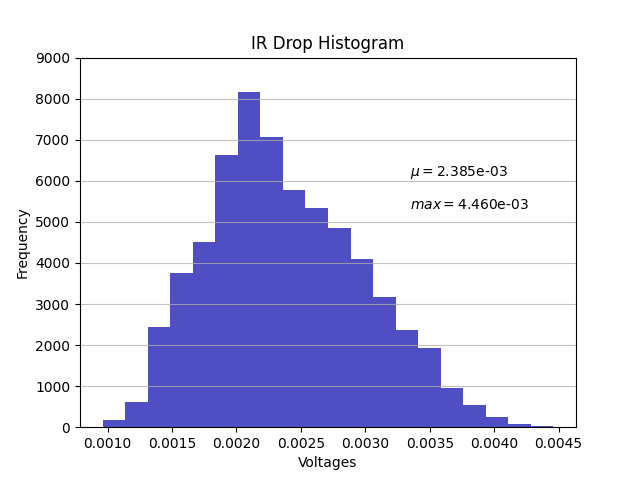 IR Drop Histogram
9000
8000
7000
6000
5000
4000
3000
2000
1000
0
Frequency
μ = 2.385e-03
max = 4.460e-03
0.0010 0.0015 0.0020 0.0025 0.0030 0.0035 0.0040 0.0045
Voltages